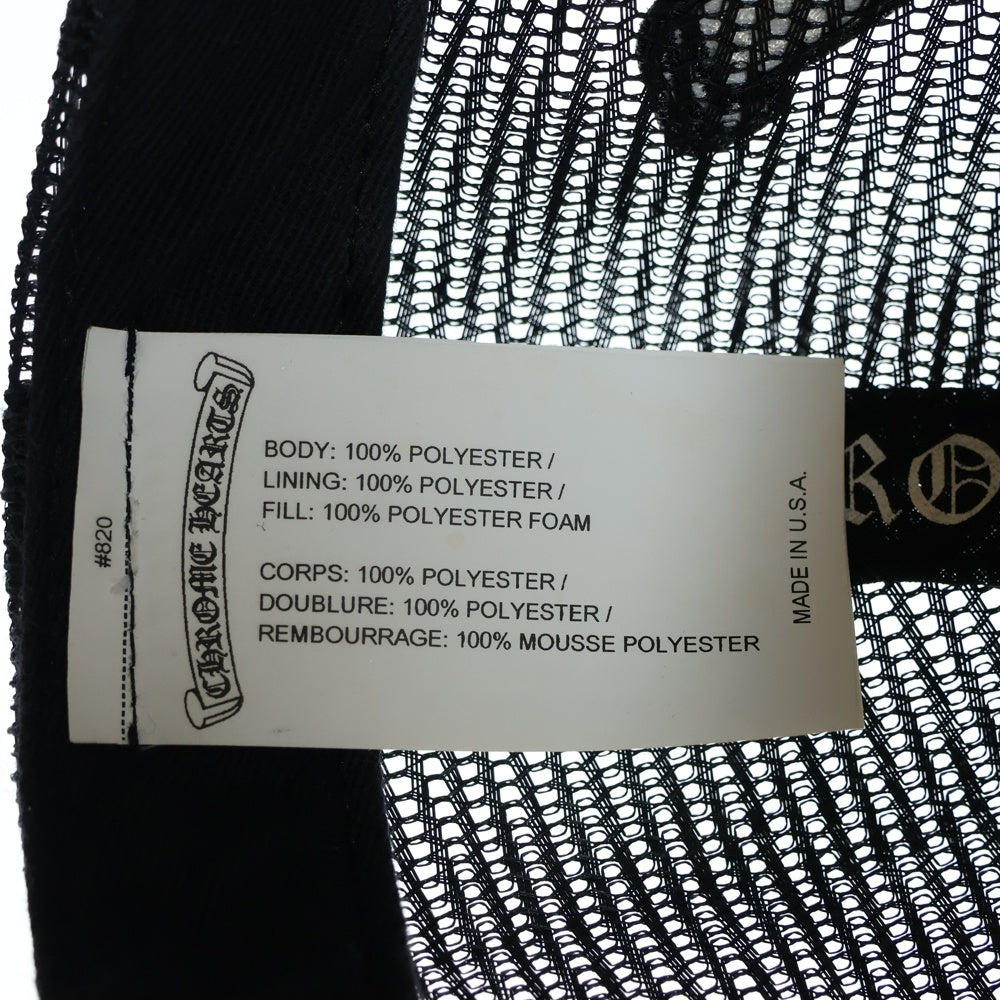 #820
CHROME HEARTS
BODY: 100% POLYESTER /
LINING: 100% POLYESTER /
FILL: 100% POLYESTER FOAM
CORPS: 100% POLYESTER /
DOUBLURE: 100% POLYESTER /
REMBOURRAGE: 100% MOUSSE POLYESTER
MADE IN U.S.A.
RO